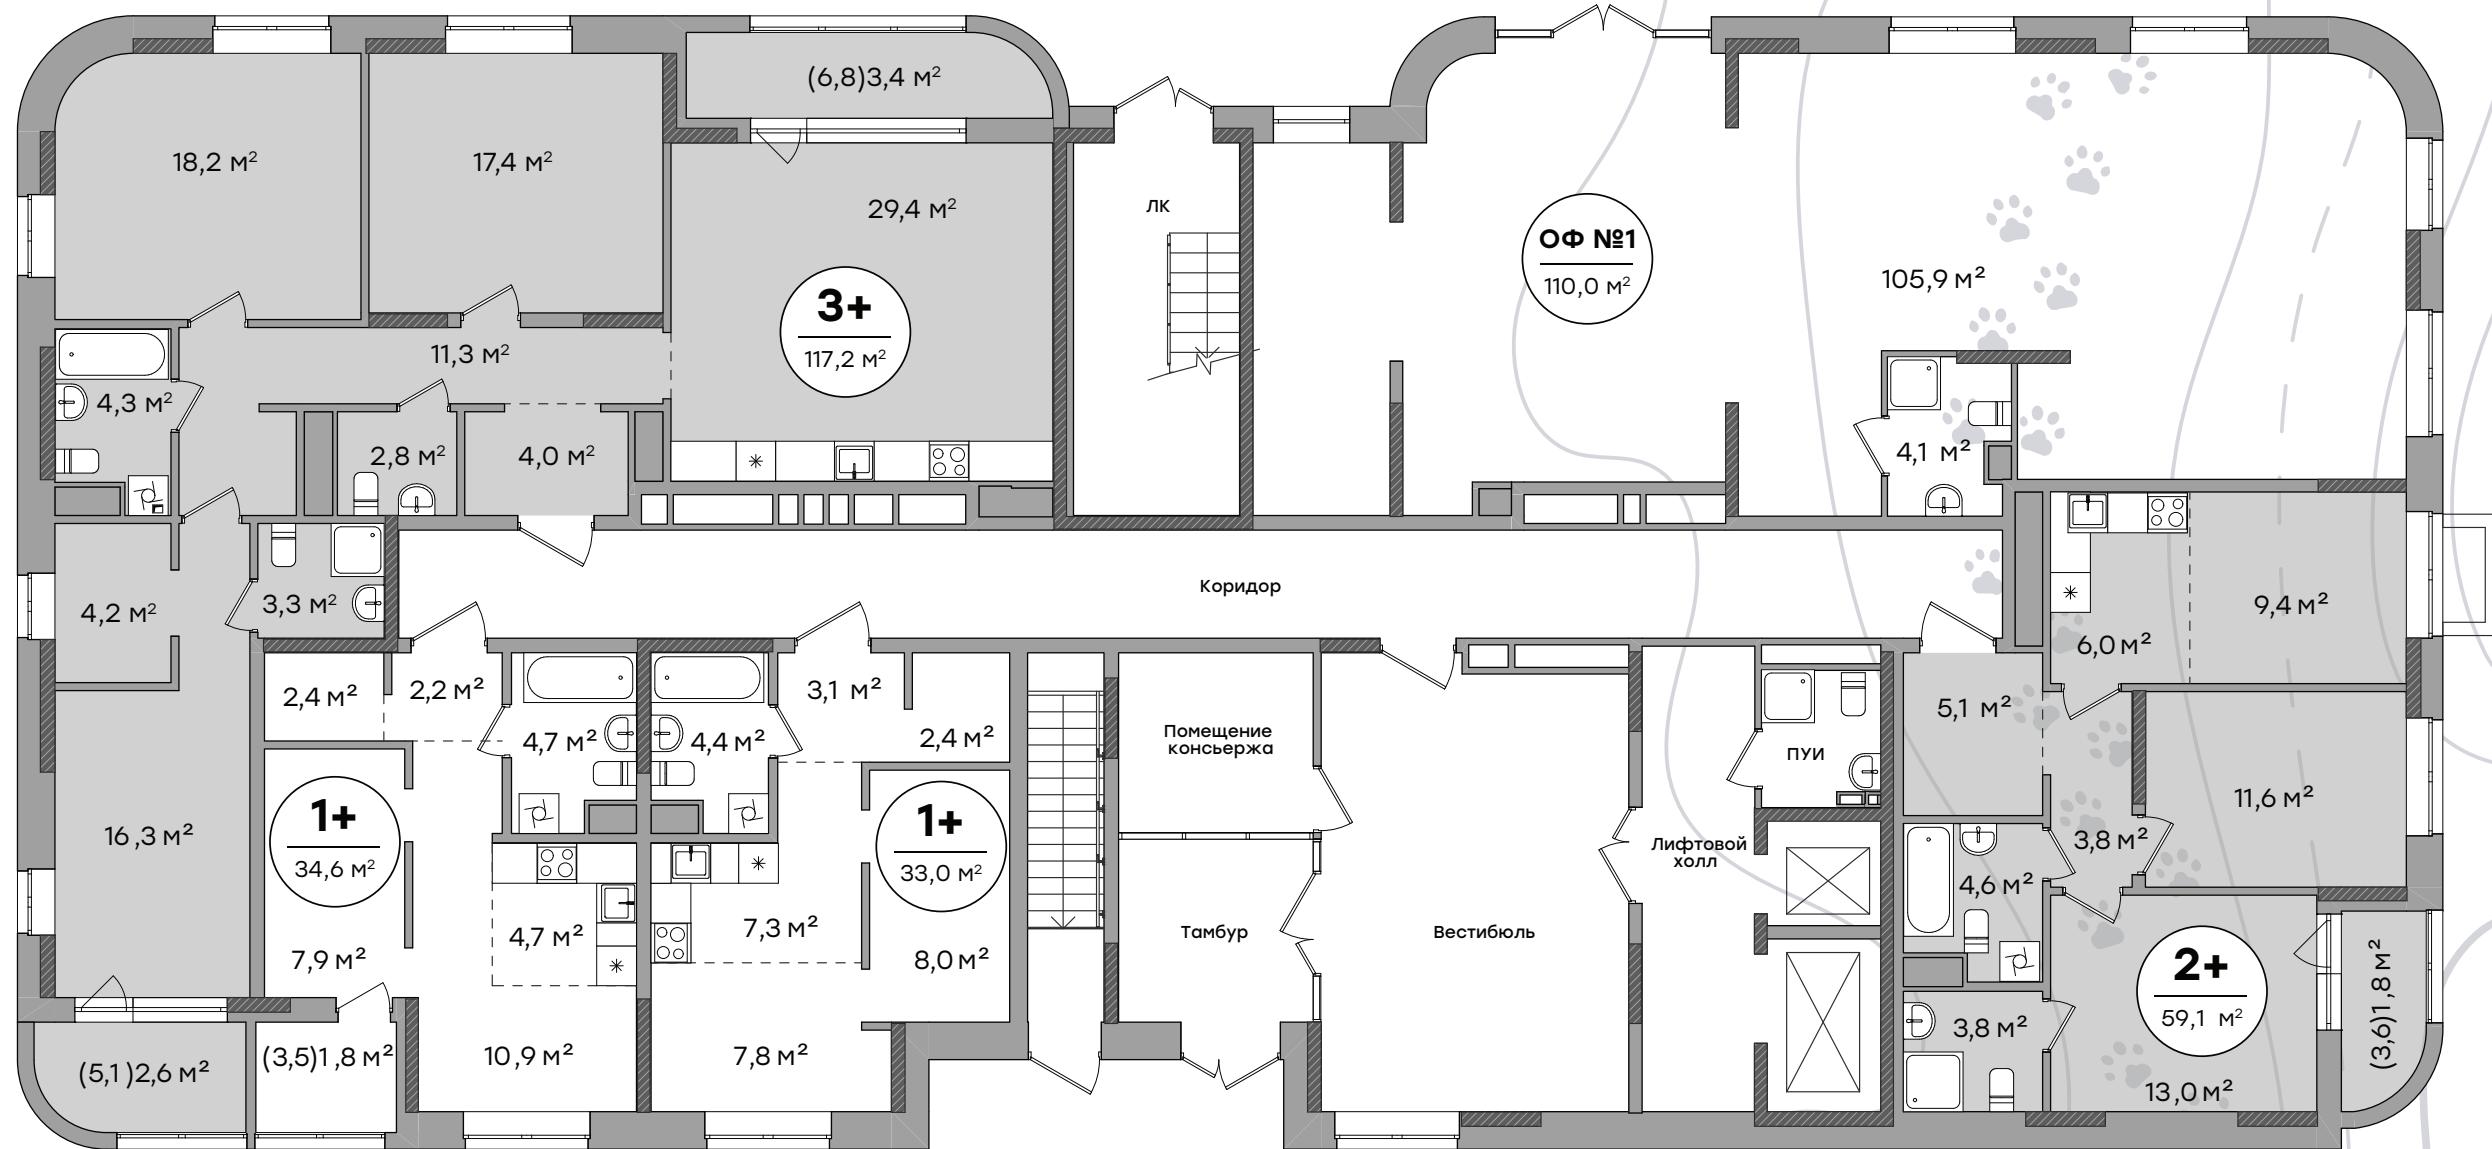 (6,8)3,4 м²
18,2 м²
17,4 м²
29,4 м²
ЛК
ОФ №1
110,0 м²
105,9 м²
3+
117,2 м²
11,3 м²
4,3 м²
2,8 м²
4,0 м²
4,1 м²
Коридор
4,2 м²
3,3 м²
9,4 м²
6,0 м²
2,4 м²
2,2 м²
4,7 м²
4,4 м²
3,1 м²
2,4 м²
Помещение
консьержа
ПУИ
5,1 м²
11,6 м²
16,3 м²
1+
34,6 м²
1+
33,0 м²
Лифтовой
холл
3,8 м²
4,6 м²
7,9 м²
4,7 м²
7,3 м²
8,0 м²
Тамбур
Вестибюль
2+
59,1 м²
(3,6)1,8 м²
3,8 м²
(5,1)2,6 м²
(3,5)1,8 м²
10,9 м²
7,8 м²
13,0 м²